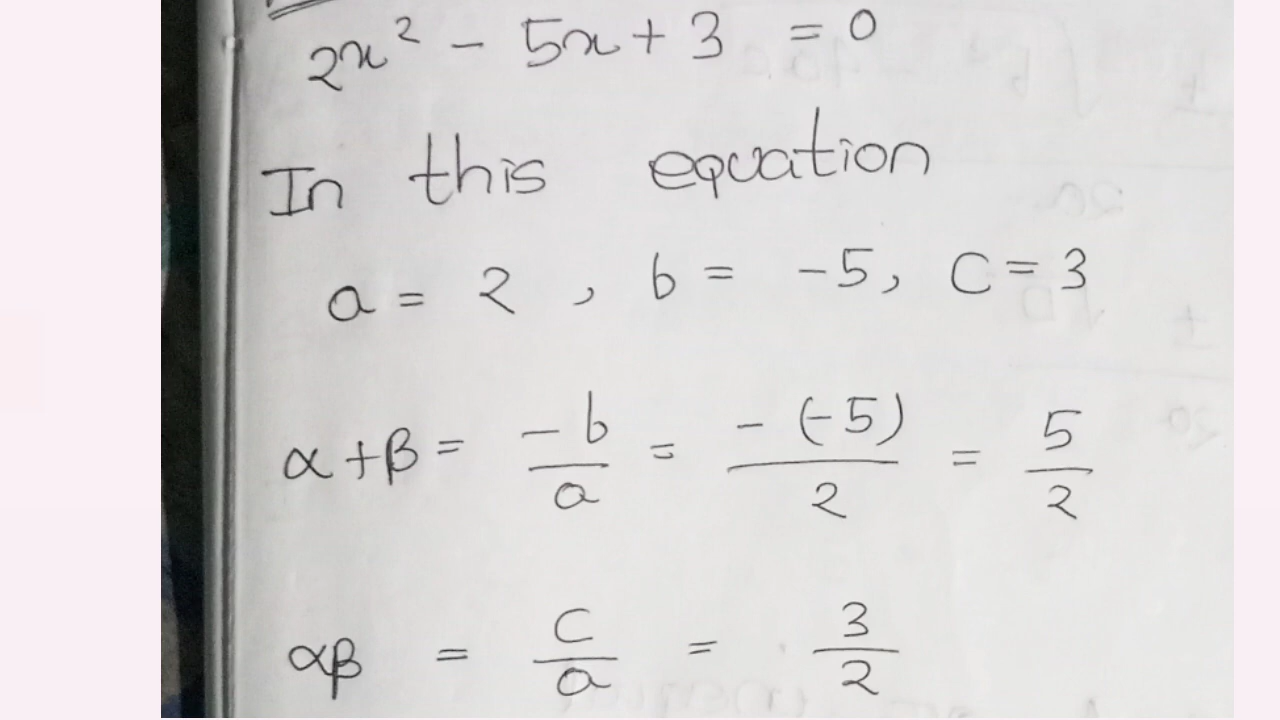 2x² - 5x + 3 = 0
In this equation
a = 2 , b = -5, C = 3
α+β = -b/a = -(-5)/2 = 5/2
αβ = C/a = 3/2